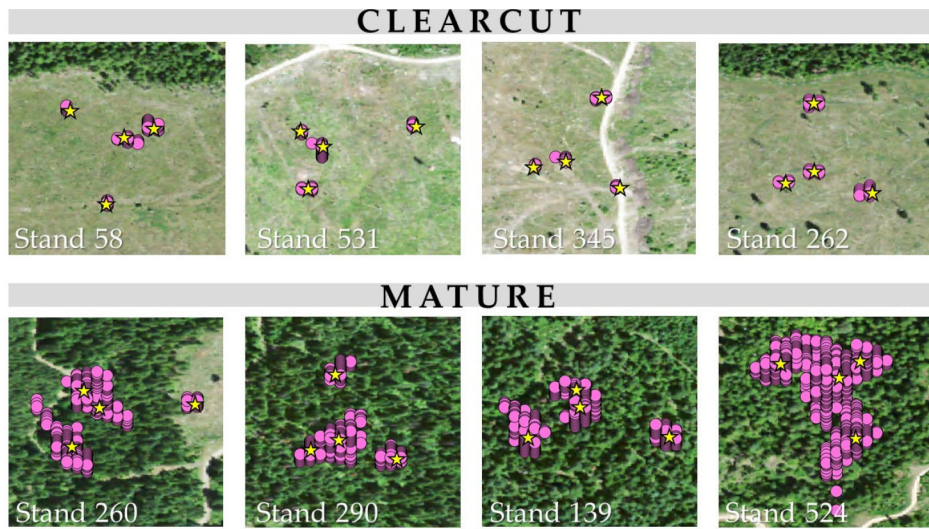 CLEARCUT
Stand 58
Stand 531
Stand 345
Stand 262
MATURE
Stand 260
Stand 290
Stand 139
Stand 524